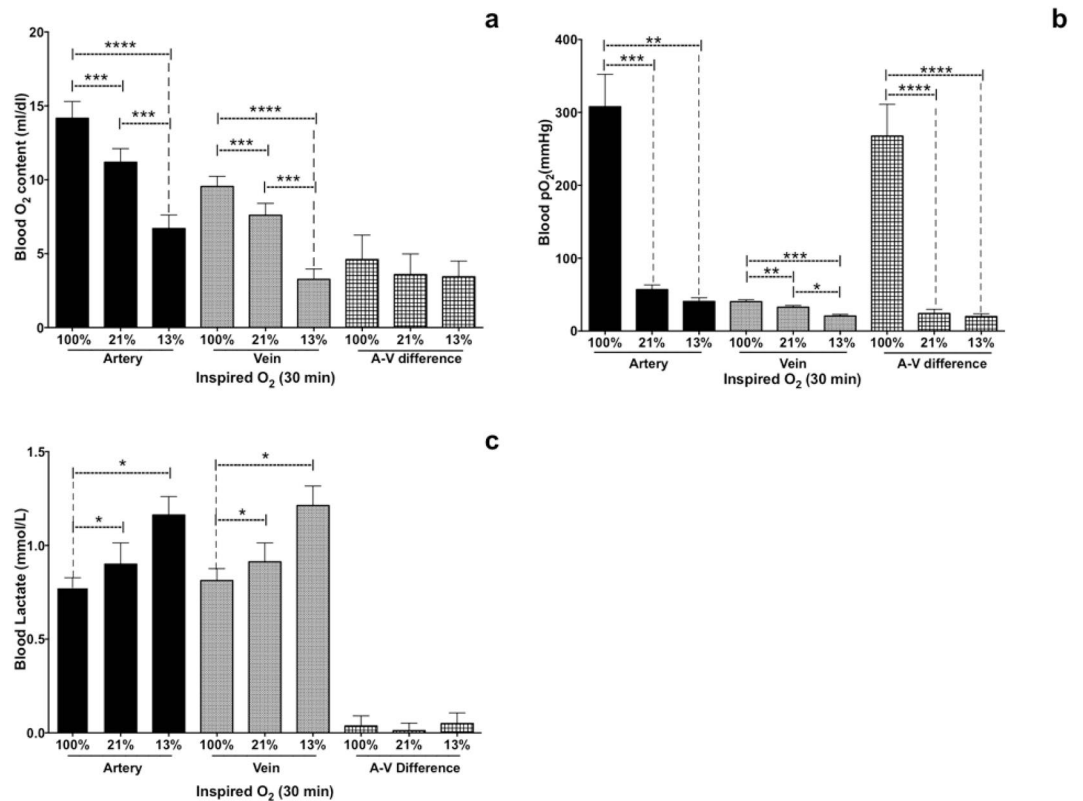 a
20
15
10
5
0
Blood O2 content (ml/dl)
****
***
***
****
***
***
100% 21% 13% 100% 21% 13% 100% 21% 13%
Artery Vein A-V difference
Inspired O2 (30 min)
b
400
300
200
100
0
Blood pO2(mmHg)
**
***
***
**
*
****
****
100% 21% 13% 100% 21% 13% 100% 21% 13%
Artery Vein A-V difference
Inspired O2 (30 min)
c
1.5
1.0
0.5
0.0
Blood Lactate (mmol/L)
*
*
*
*
100% 21% 13% 100% 21% 13% 100% 21% 13%
Artery Vein A-V Difference
Inspired O2 (30 min)